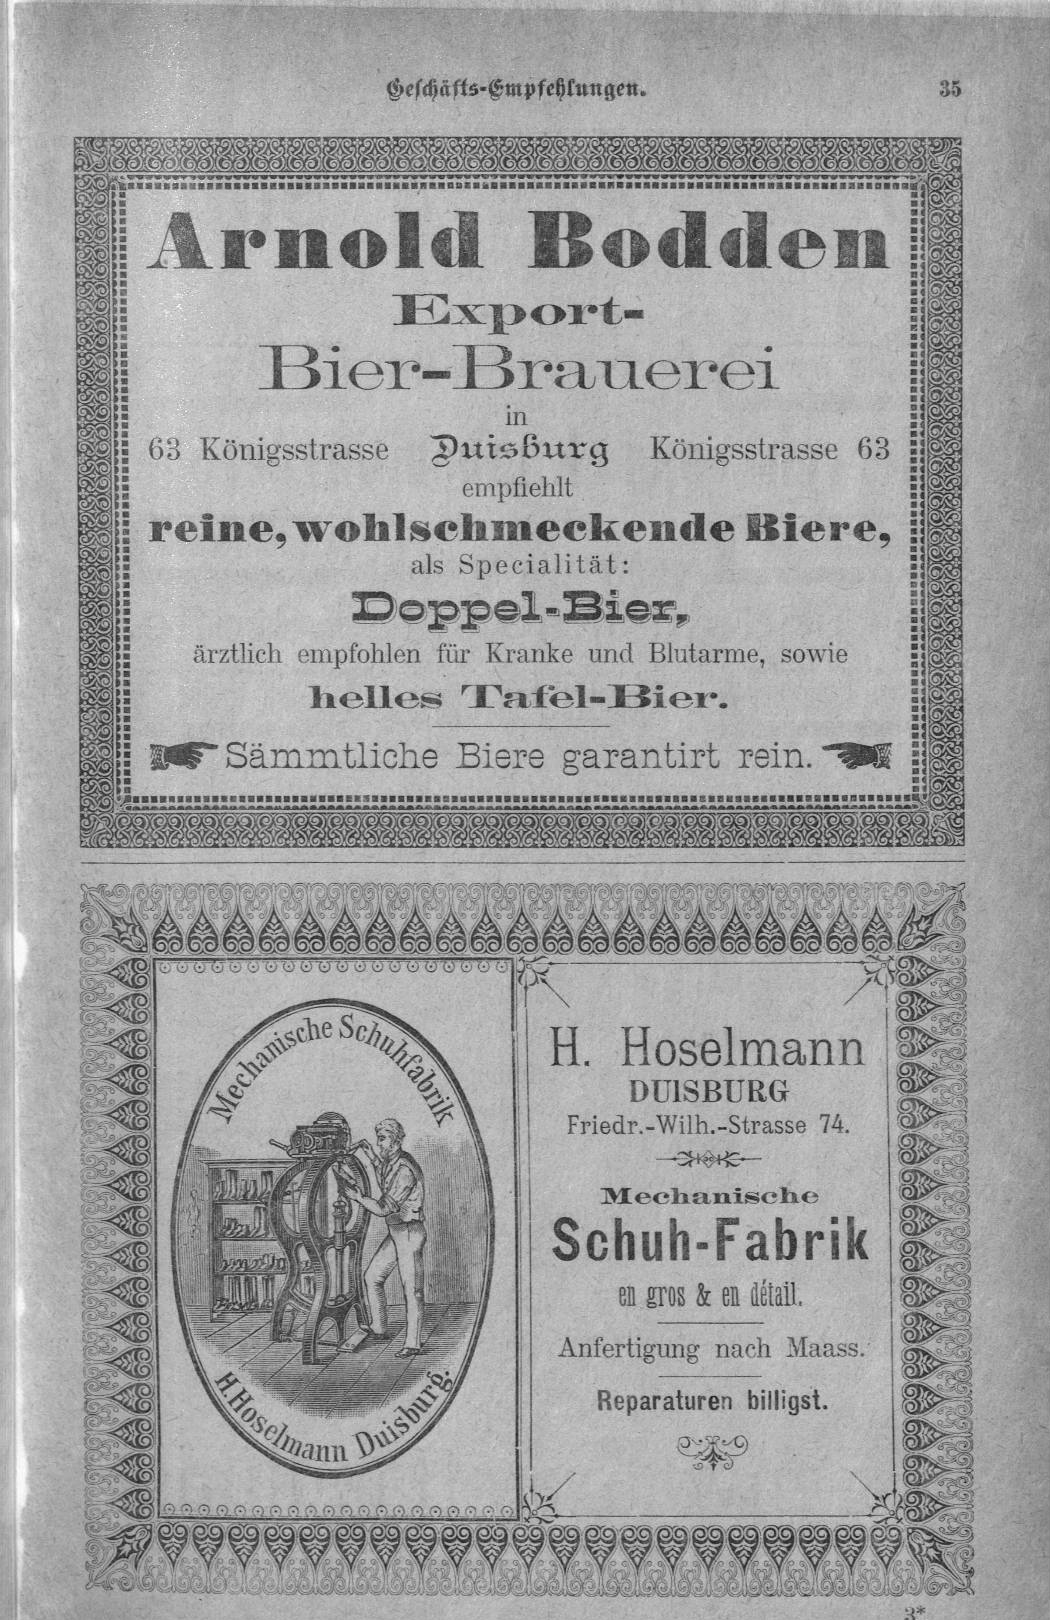 Geschäfts-Empfehlungen. 35
Arnold Bodden
Export-
Bier-Brauerei
in
63 Königsstrasse Duisburg Königsstrasse 63
empfiehlt
reine, wohlschmeckende Biere,
als Specialität:
Doppel-Bier,
ärztlich empfohlen für Kranke und Blutarme, sowie
helles Tafel-Bier.
Sämmtliche Biere garantirt rein.
Mechanische Schuhfabrik
H. Hoselmann Duisburg.
H. Hoselmann
DUISBURG
Friedr.-Wilh.-Strasse 74.
Mechanische
Schuh-Fabrik
en gros & en détail.
Anfertigung nach Maass.
Reparaturen billigst.
3*